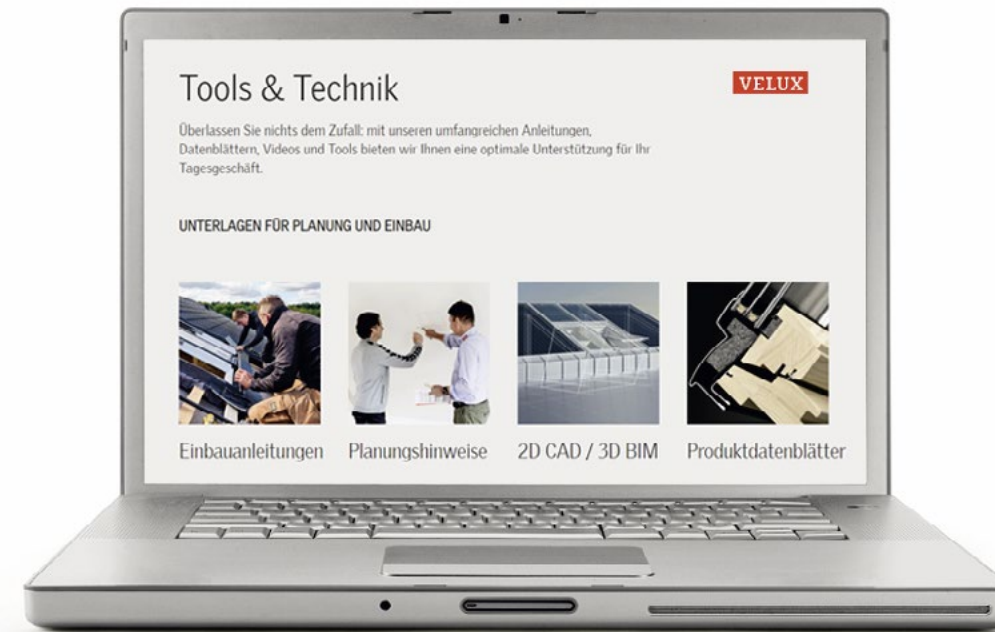 Tools & Technik
VELUX
Überlassen Sie nichts dem Zufall: mit unseren umfangreichen Anleitungen,
Datenblättern, Videos und Tools bieten wir Ihnen eine optimale Unterstützung für Ihr
Tagesgeschäft.
UNTERLAGEN FÜR PLANUNG UND EINBAU
Einbauanleitungen
Planungshinweise
2D CAD / 3D BIM
Produktdatenblätter